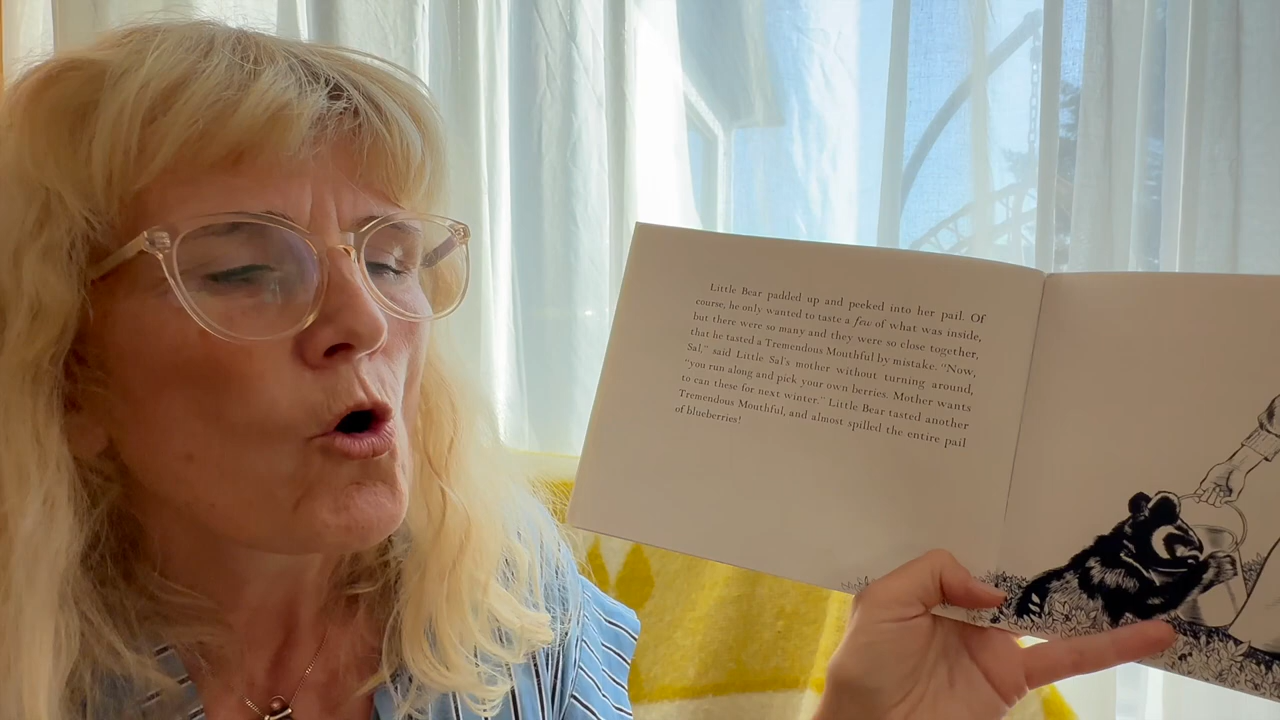 Little Bear padded up and peeked into her pail. Of
course, he only wanted to taste a few of what was inside,
but there were so many and they were so close together,
that he tasted a Tremendous Mouthful by mistake. “Now,
Sal,” said Little Sal’s mother without turning around,
“you run along and pick your own berries. Mother wants
to can these for next winter.” Little Bear tasted another
Tremendous Mouthful, and almost spilled the entire pail
of blueberries!